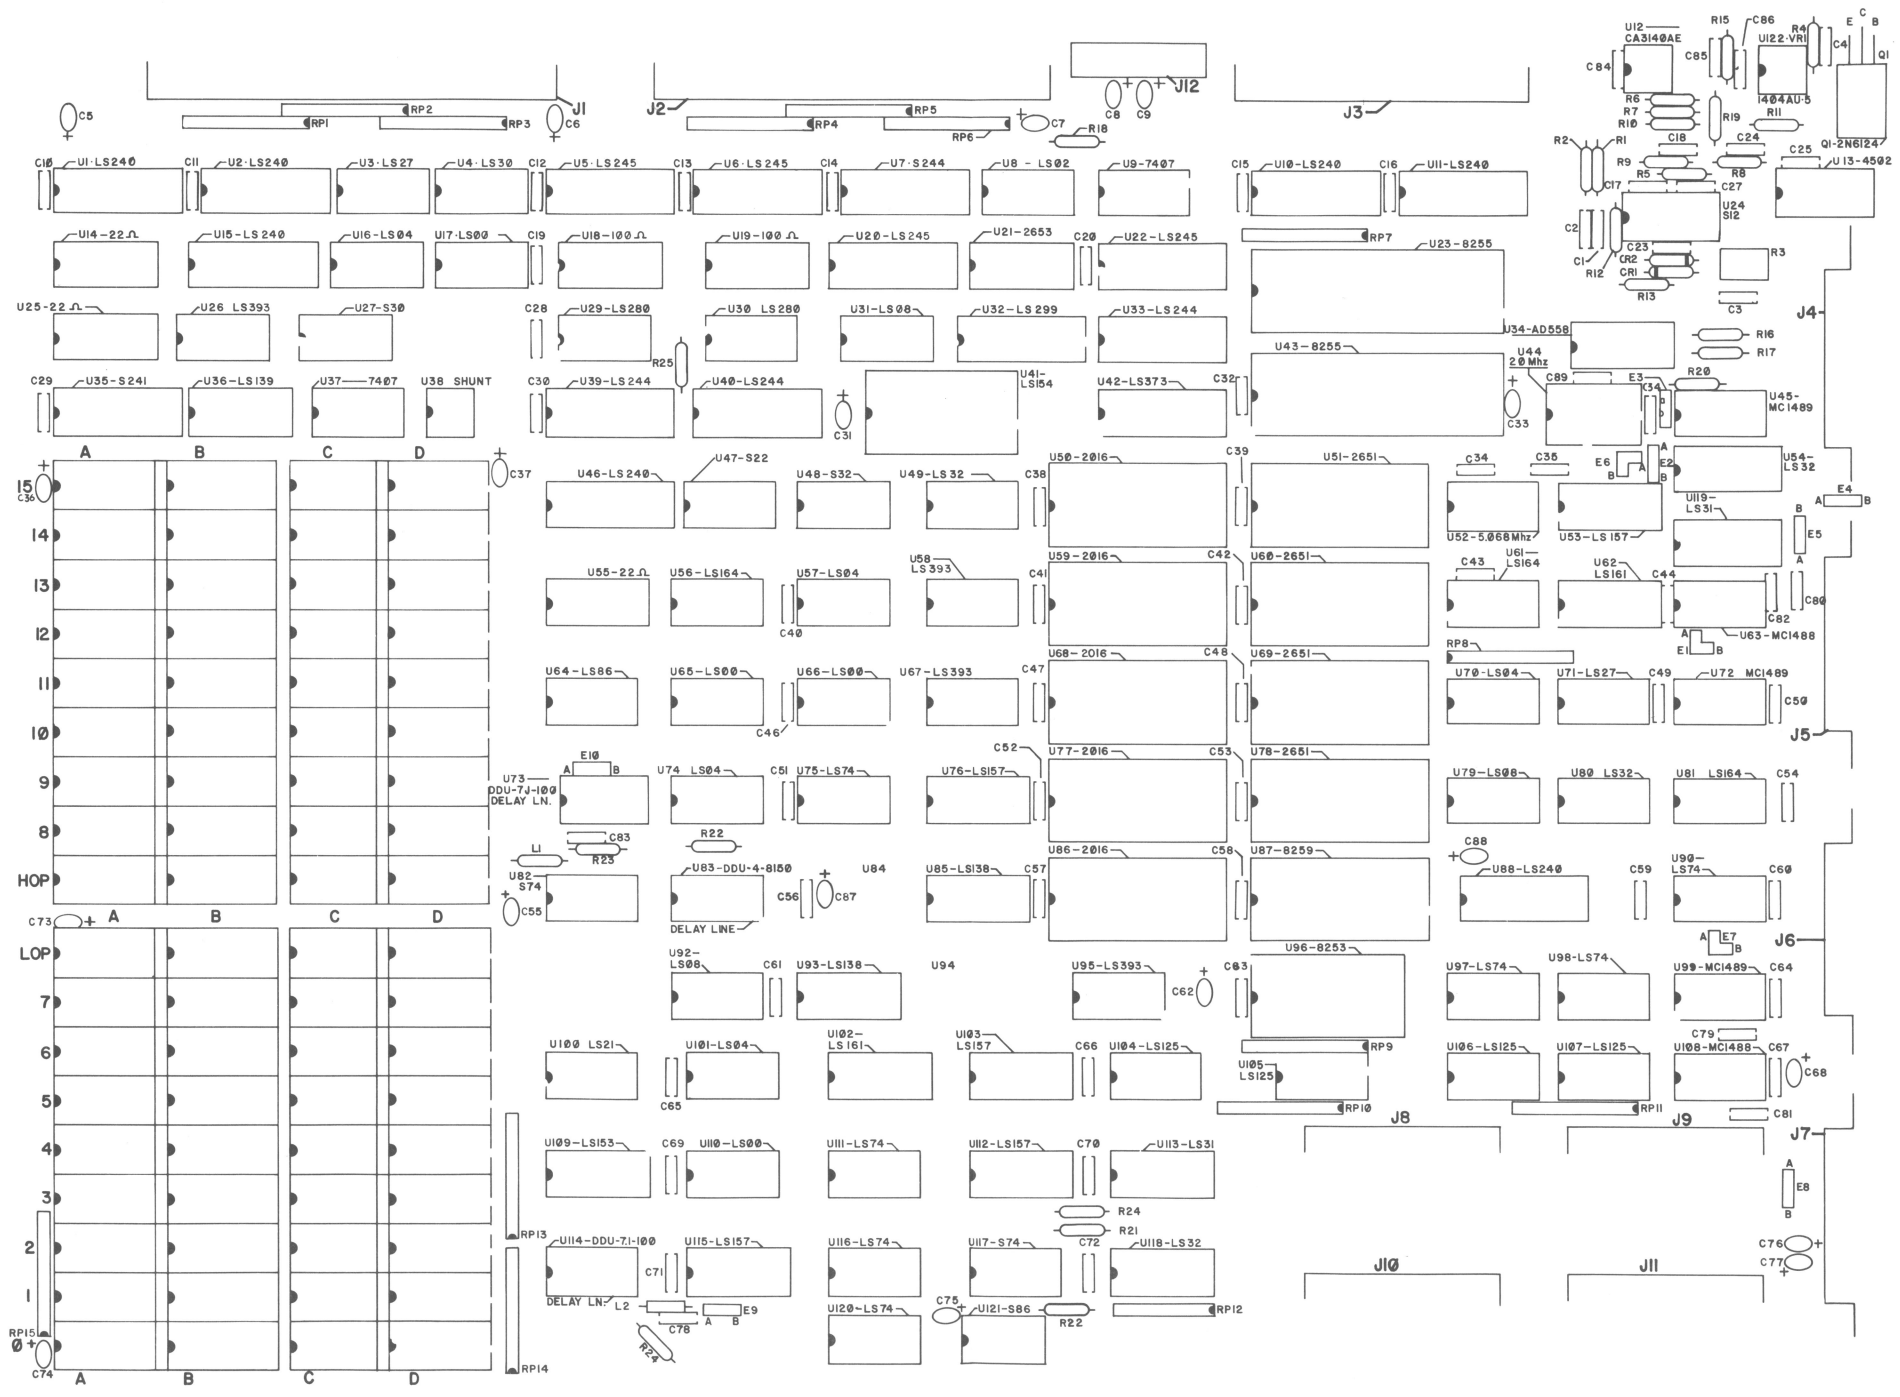 U12 R15 C86 R4 E C B
CA3140AE U122·VR1 C4 Q1
C84 C85
J1 J2 J12 J3
C5 RP2 RP1 RP3 C6 RP5 RP4 RP6 C7 C8 C9 R18
R6 R7 R10 R19 1404AU·5 R11
R2 R1 C18 C24 Q1-2N6124
C10 U1·LS240 C11 U2·LS240 U3·LS27 U4·LS30 C12 U5·LS245 C13 U6·LS245 C14 U7·S244 U8 - LS02 U9-7407 C15 U10-LS240 C16 U11-LS240 R9 R5 R8 C25 U13-4502
C17 C27 U24 S12
U14-22Ω U15-LS240 U16-LS04 U17·LS00 C19 U18-100Ω U19-100Ω U20-LS245 U21-2653 C20 U22-LS245 RP7 U23-8255 C2 C1 R12 C23 CR2 CR1 R13 R3 C3
U25-22Ω U26 LS393 U27-S30 C28 U29-LS280 R25 U30 LS280 U31-LS08 U32-LS299 U33-LS244 J4
U34-AD558 R16 R17
C29 U35-S241 U36-LS139 U37-7407 U38 SHUNT C30 U39-LS244 U40-LS244 C31 U41-LS154 U42-LS373 C32 U43-8255 C33 U44 20Mhz C89 E3 C34 R20 U45-MC1489
A B C D
15 C36 C37 U46-LS240 U47-S22 U48-S32 U49-LS32 C38 U50-2016 C39 U51-2651 C34 C35 E6 A B E2 A B U54-LS32
E4 A B
14 U52-5.068Mhz U53-LS157 U119-LS31 B E5 A
13 U55-22Ω U56-LS164 C40 U57-LS04 U58 LS393 C41 U59-2016 C42 U60-2651 C43 U61-LS164 U62 LS161 C44 C82 C80 U63-MC1488
12 RP8 A E1 B
11 U64-LS86 U65-LS00 C46 U66-LS00 U67-LS393 C47 U68-2016 C48 U69-2651 U70-LS04 U71-LS27 C49 U72 MC1489 C50
10 J5
9 E10 A B U73 DDU-7J-100 DELAY LN. U74 LS04 C51 U75-LS74 U76-LS157 C52 U77-2016 C53 U78-2651 U79-LS08 U80 LS32 U81 LS164 C54
8 C83 L1 R23 R22 C88
HOP U82 S74 C55 U83-DDU-4-8150 DELAY LINE C56 C87 U84 U85-LS138 C57 U86-2016 C58 U87-8259 U88-LS240 C59 U90-LS74 C60
C73 A B C D
LOP A E7 B J6
7 U92-LS08 C61 U93-LS138 U94 U95-LS393 C62 C63 U96-8253 U97-LS74 U98-LS74 U99-MC1489 C64
C79
6 U100 LS21 C65 U101-LS04 U102-LS161 U103 LS157 C66 U104-LS125 RP9 U105 LS125 U106-LS125 U107-LS125 U108-MC1488 C67 C68
5 RP10 RP11 C81
J8 J9 J7
4 U109-LS153 C69 U110-LS00 U111-LS74 U112-LS157 C70 U113-LS31
3 A E8 B
R24 R21
2 RP13 U114-DDU-7.1-100 DELAY LN. C71 U115-LS157 U116-LS74 U117-S74 C72 U118-LS32 C76 C77
J10 J11
1 L2 C78 E9 A B R24 U120-LS74 C75 U121-S86 R22 RP12
RP15
0 C74 RP14
A B C D